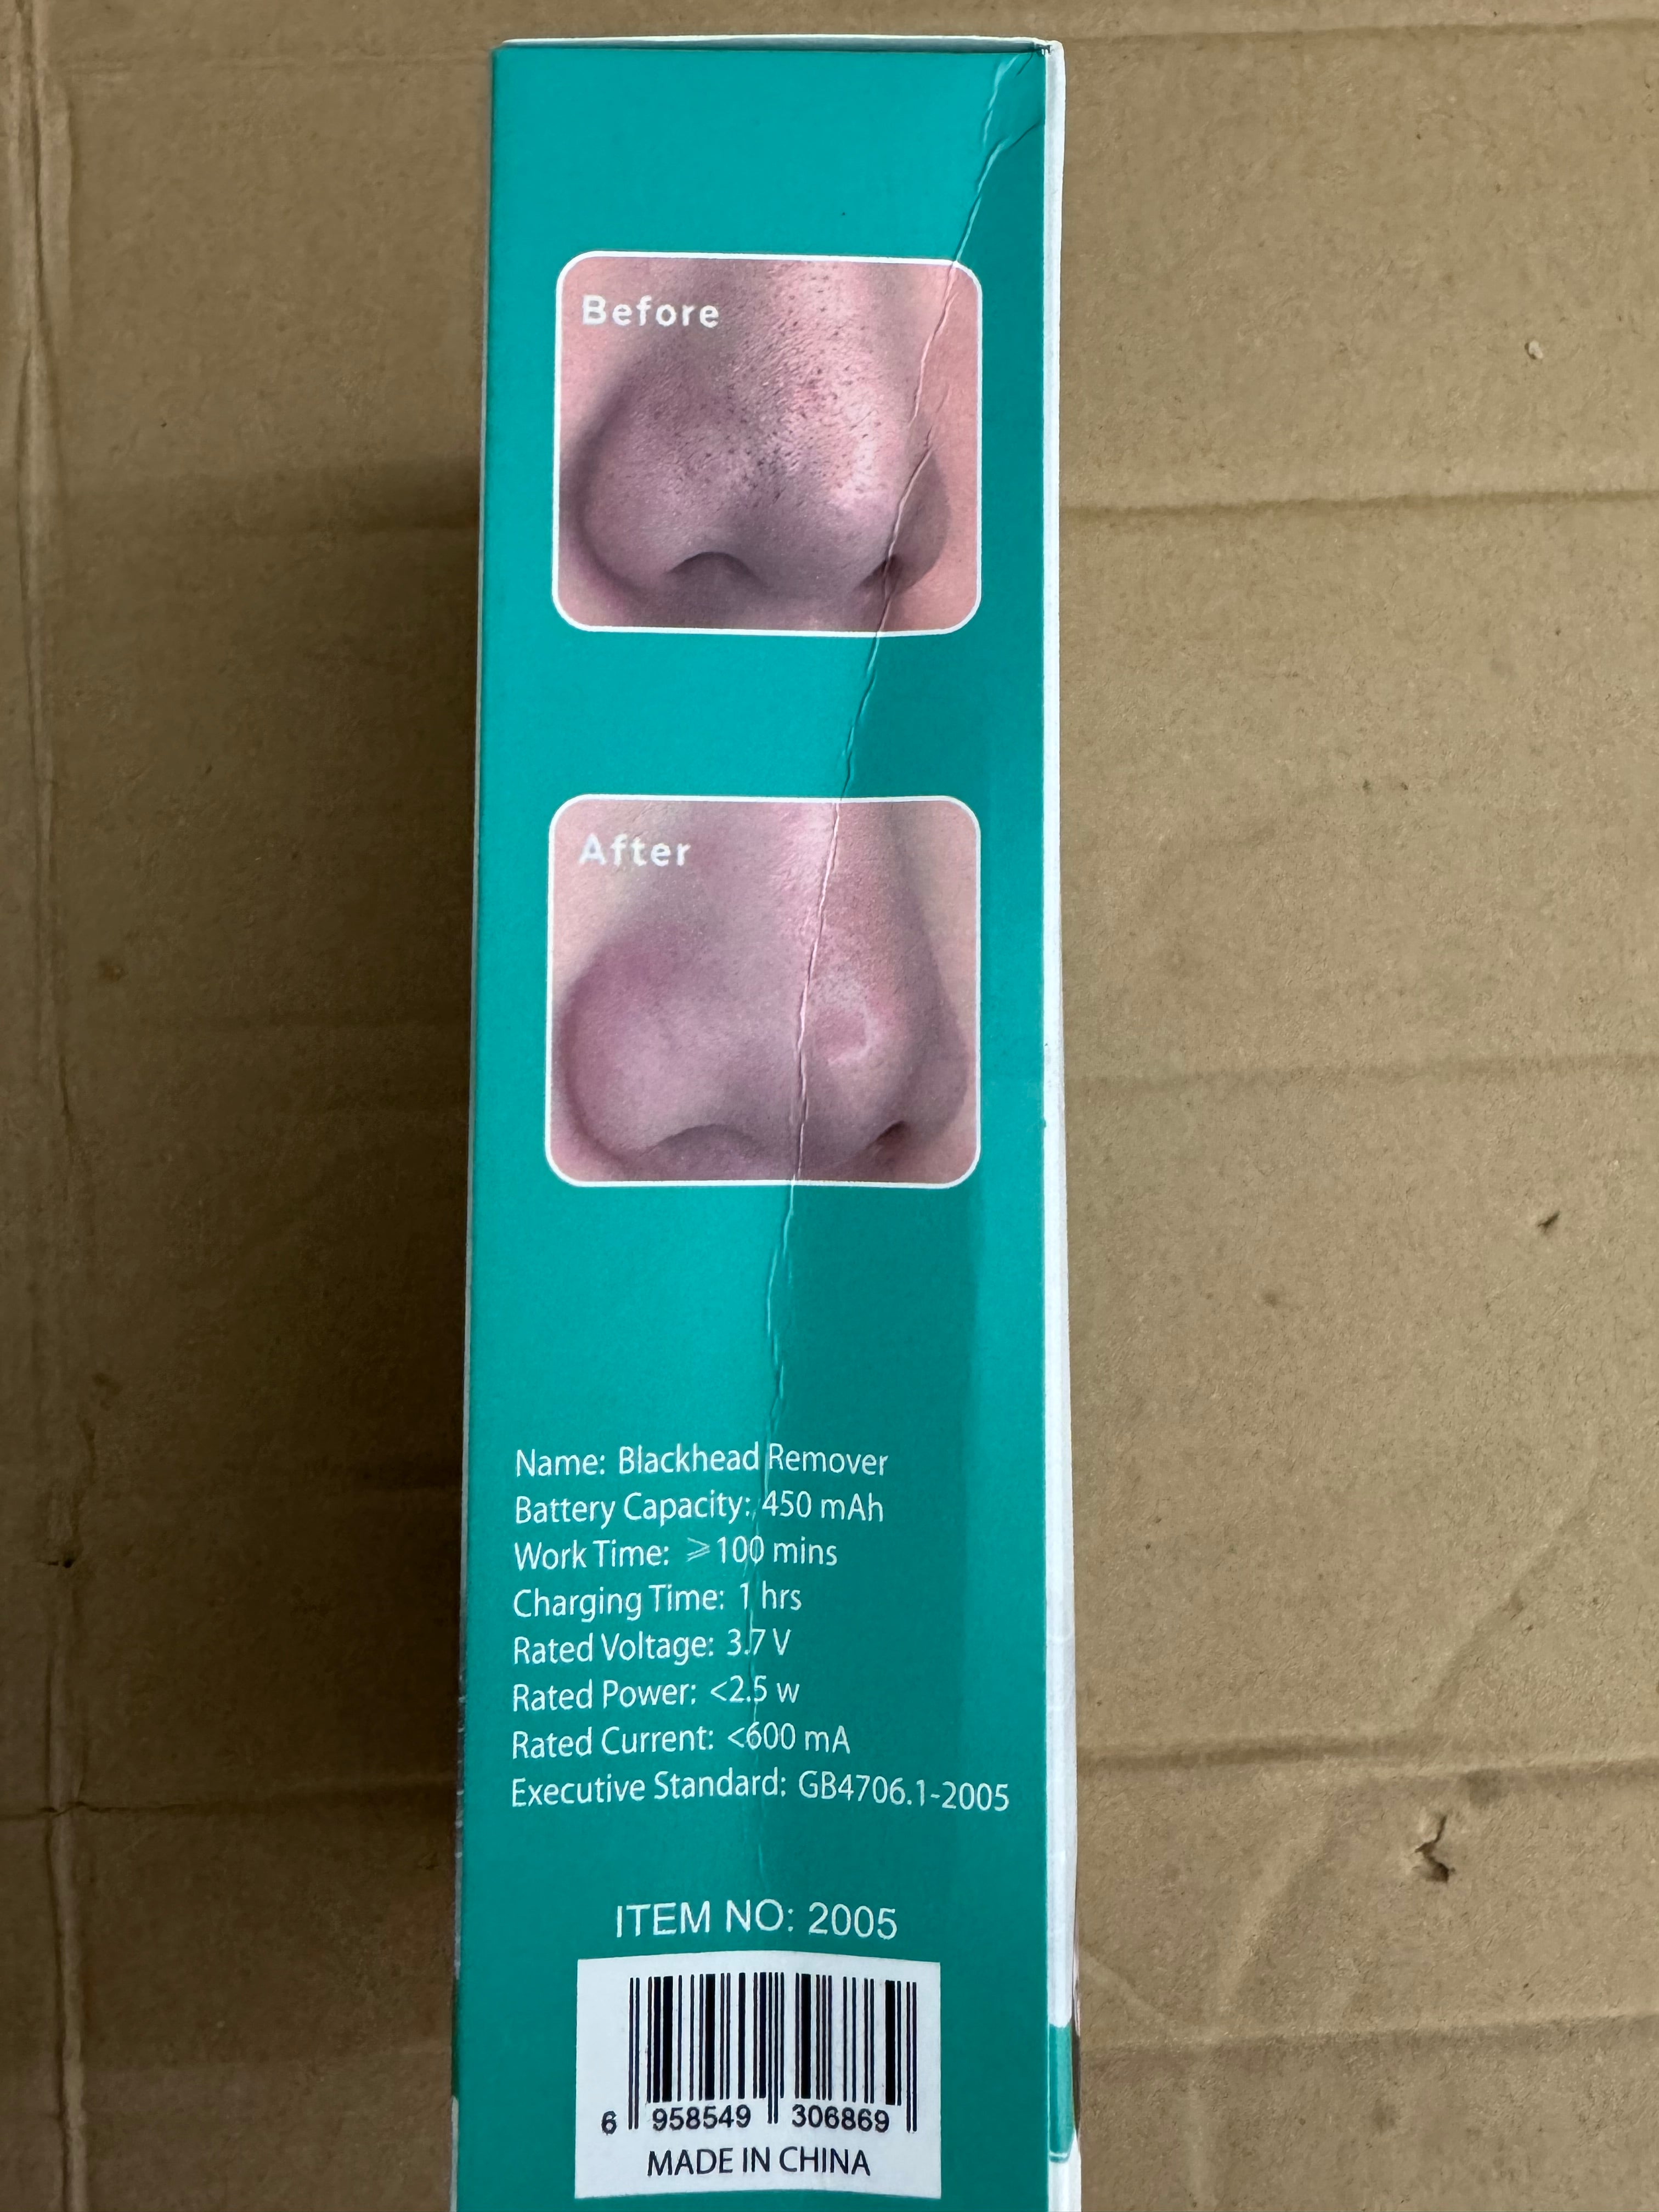 Before
After
Name: Blackhead Remover
Battery Capacity: 450 mAh
Work Time: ⩾100 mins
Charging Time: 1 hrs
Rated Voltage: 3.7 V
Rated Power: <2.5 w
Rated Current: <600 mA
Executive Standard: GB4706.1-2005
ITEM NO: 2005
6 958549 306869
MADE IN CHINA